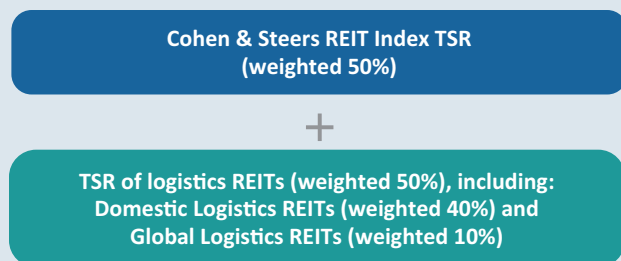 Cohen & Steers REIT Index TSR
(weighted 50%)
+
TSR of logistics REITs (weighted 50%), including:
Domestic Logistics REITs (weighted 40%) and
Global Logistics REITs (weighted 10%)